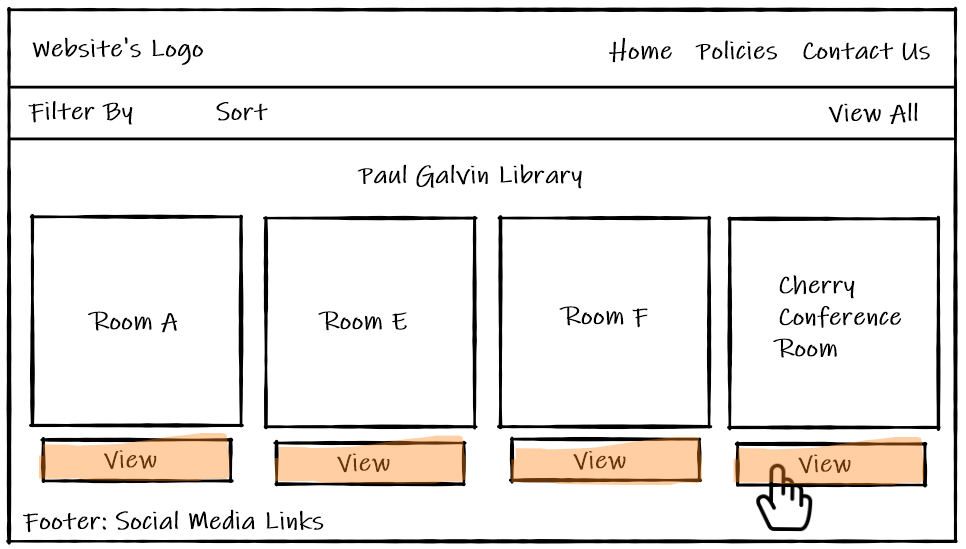 Website's Logo
Home Policies Contact Us
Filter By Sort
View All
Paul Galvin Library
Room A
Room E
Room F
Cherry
Conference
Room
View
View
View
View
Footer: Social Media Links